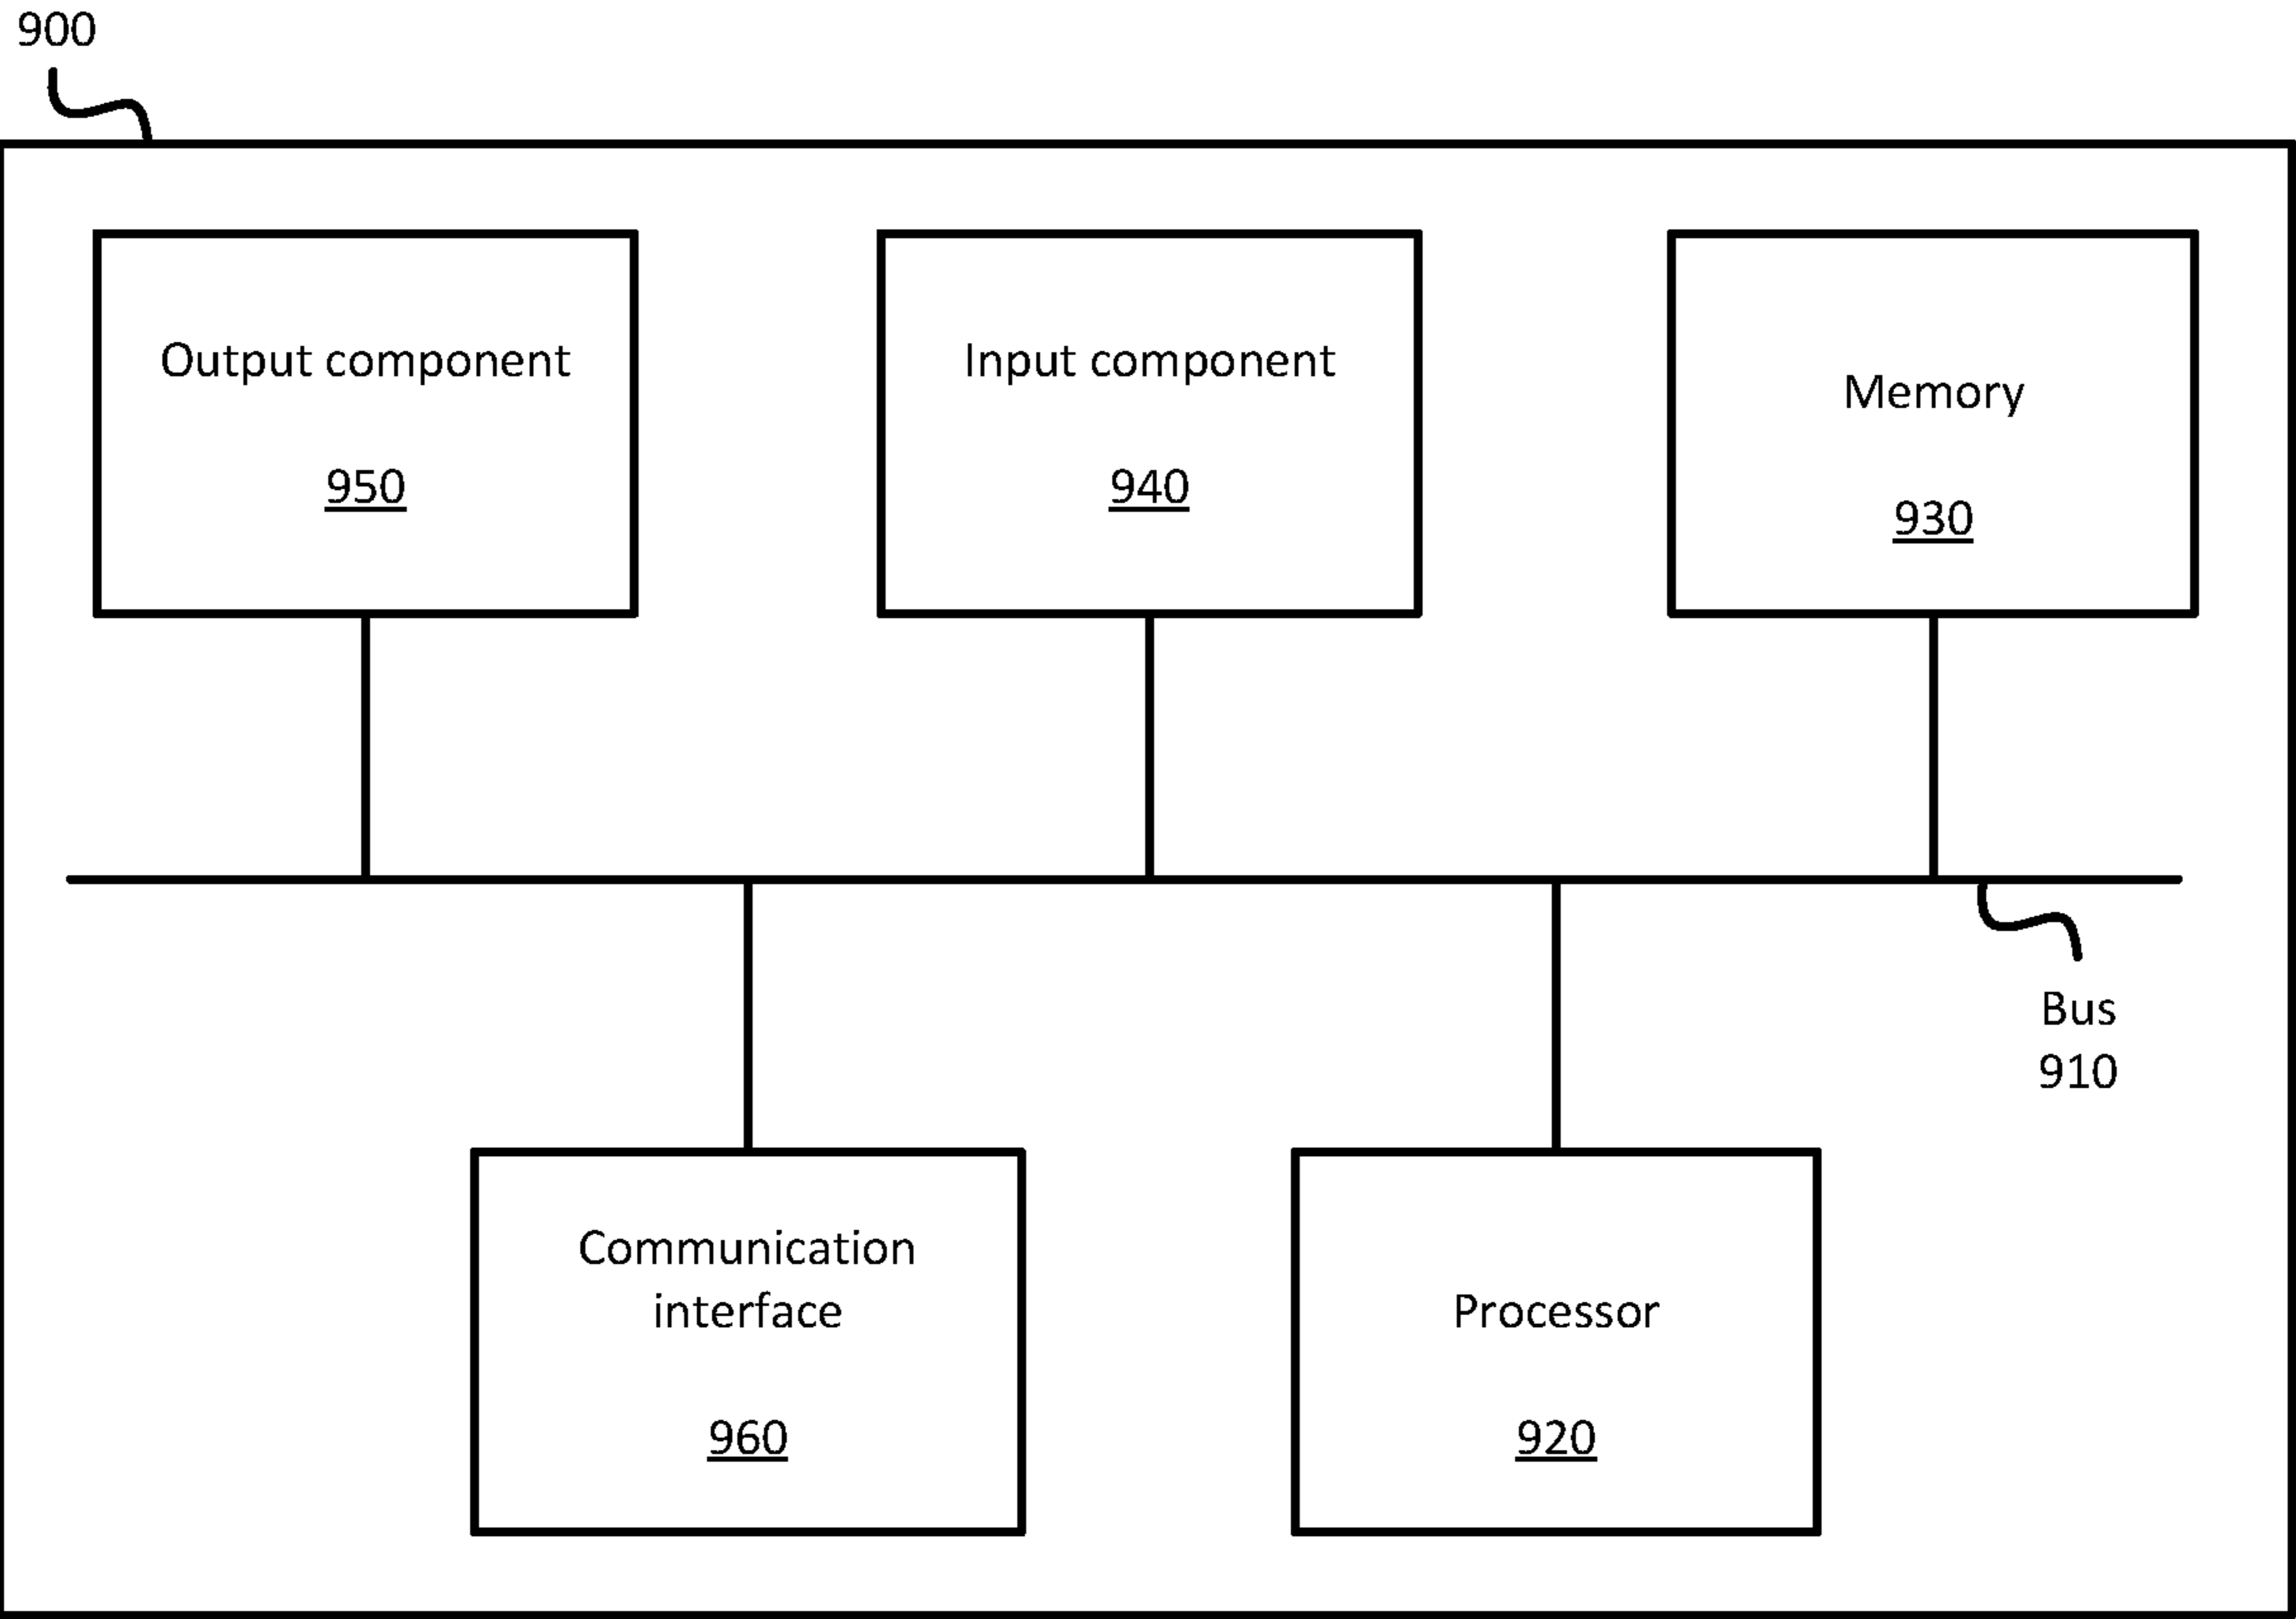 900
Output component
950
Input component
940
Memory
930
Bus
910
Communication
interface
960
Processor
920